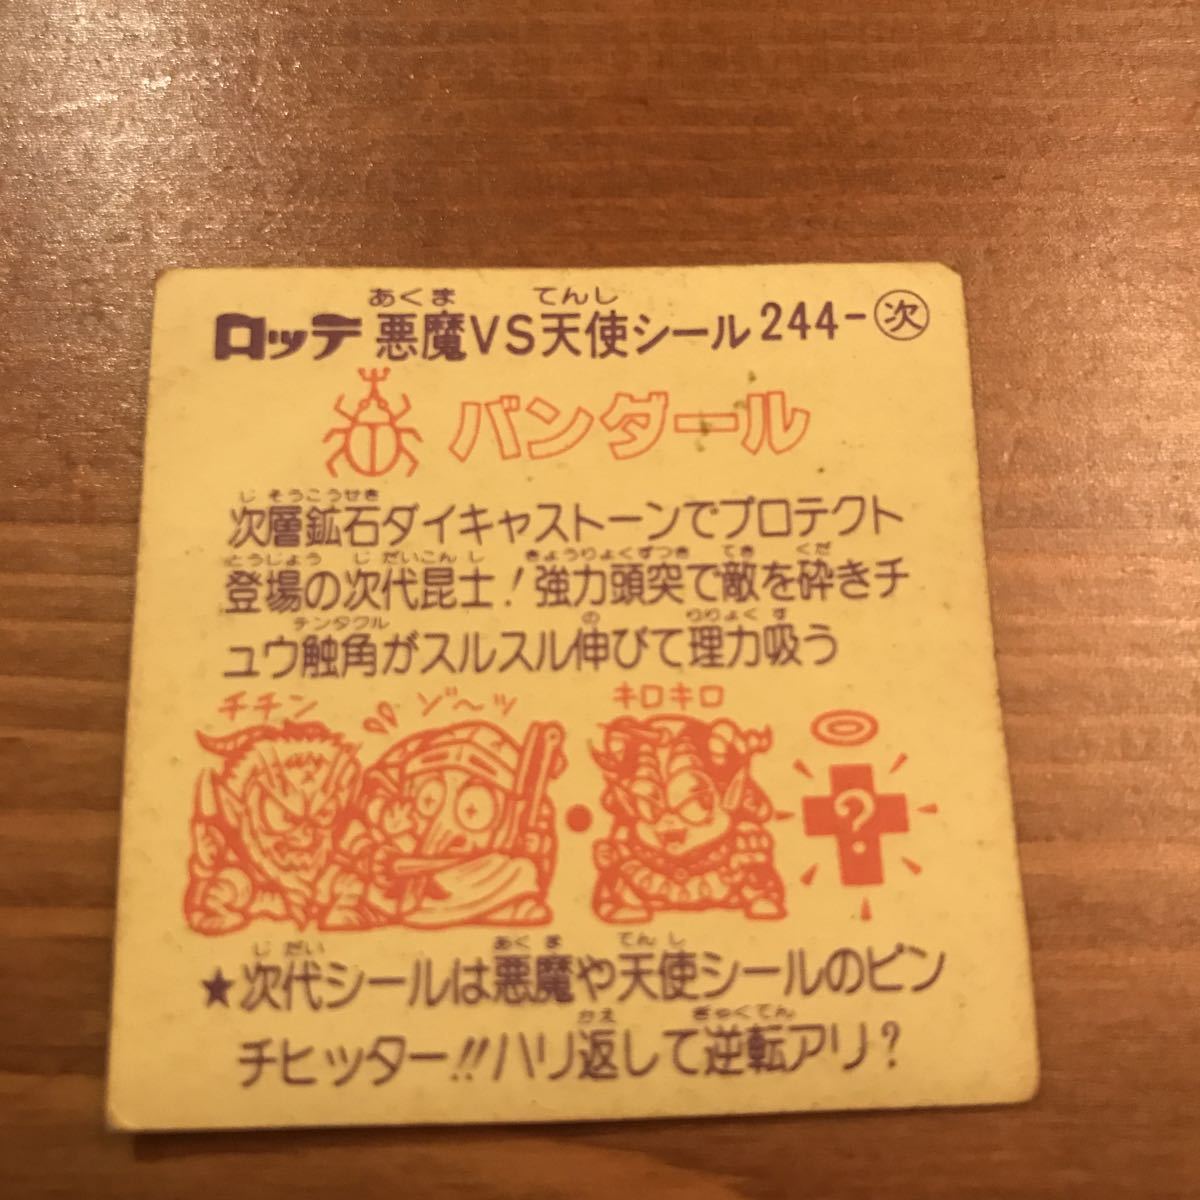 あくま てんし
ロッテ 悪魔VS天使シール 244-次
バンダール
じそうこうせき
次層鉱石ダイキャストーンでプロテクト
とうじょう じだいこんし きょうりょくずつき てき くだ
登場の次代昆士!強力頭突で敵を砕きチ
テンタクル の りりょくす
ュウ触角がスルスル伸びて理力吸う
チチン ゾ〜ッ キロキロ
?
じだい あくま てんし
★次代シールは悪魔や天使シールのピン
かえ ぎゃくてん
チヒッター!!ハリ返して逆転アリ?